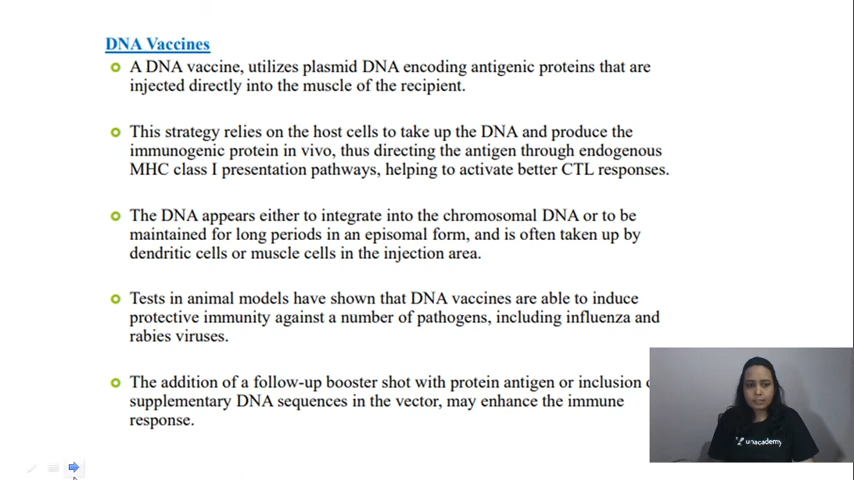 DNA Vaccines
A DNA vaccine, utilizes plasmid DNA encoding antigenic proteins that are
injected directly into the muscle of the recipient.
This strategy relies on the host cells to take up the DNA and produce the
immunogenic protein in vivo, thus directing the antigen through endogenous
MHC class I presentation pathways, helping to activate better CTL responses.
The DNA appears either to integrate into the chromosomal DNA or to be
maintained for long periods in an episomal form, and is often taken up by
dendritic cells or muscle cells in the injection area.
Tests in animal models have shown that DNA vaccines are able to induce
protective immunity against a number of pathogens, including influenza and
rabies viruses.
The addition of a follow-up booster shot with protein antigen or inclusion
supplementary DNA sequences in the vector, may enhance the immune
response.
unacademy